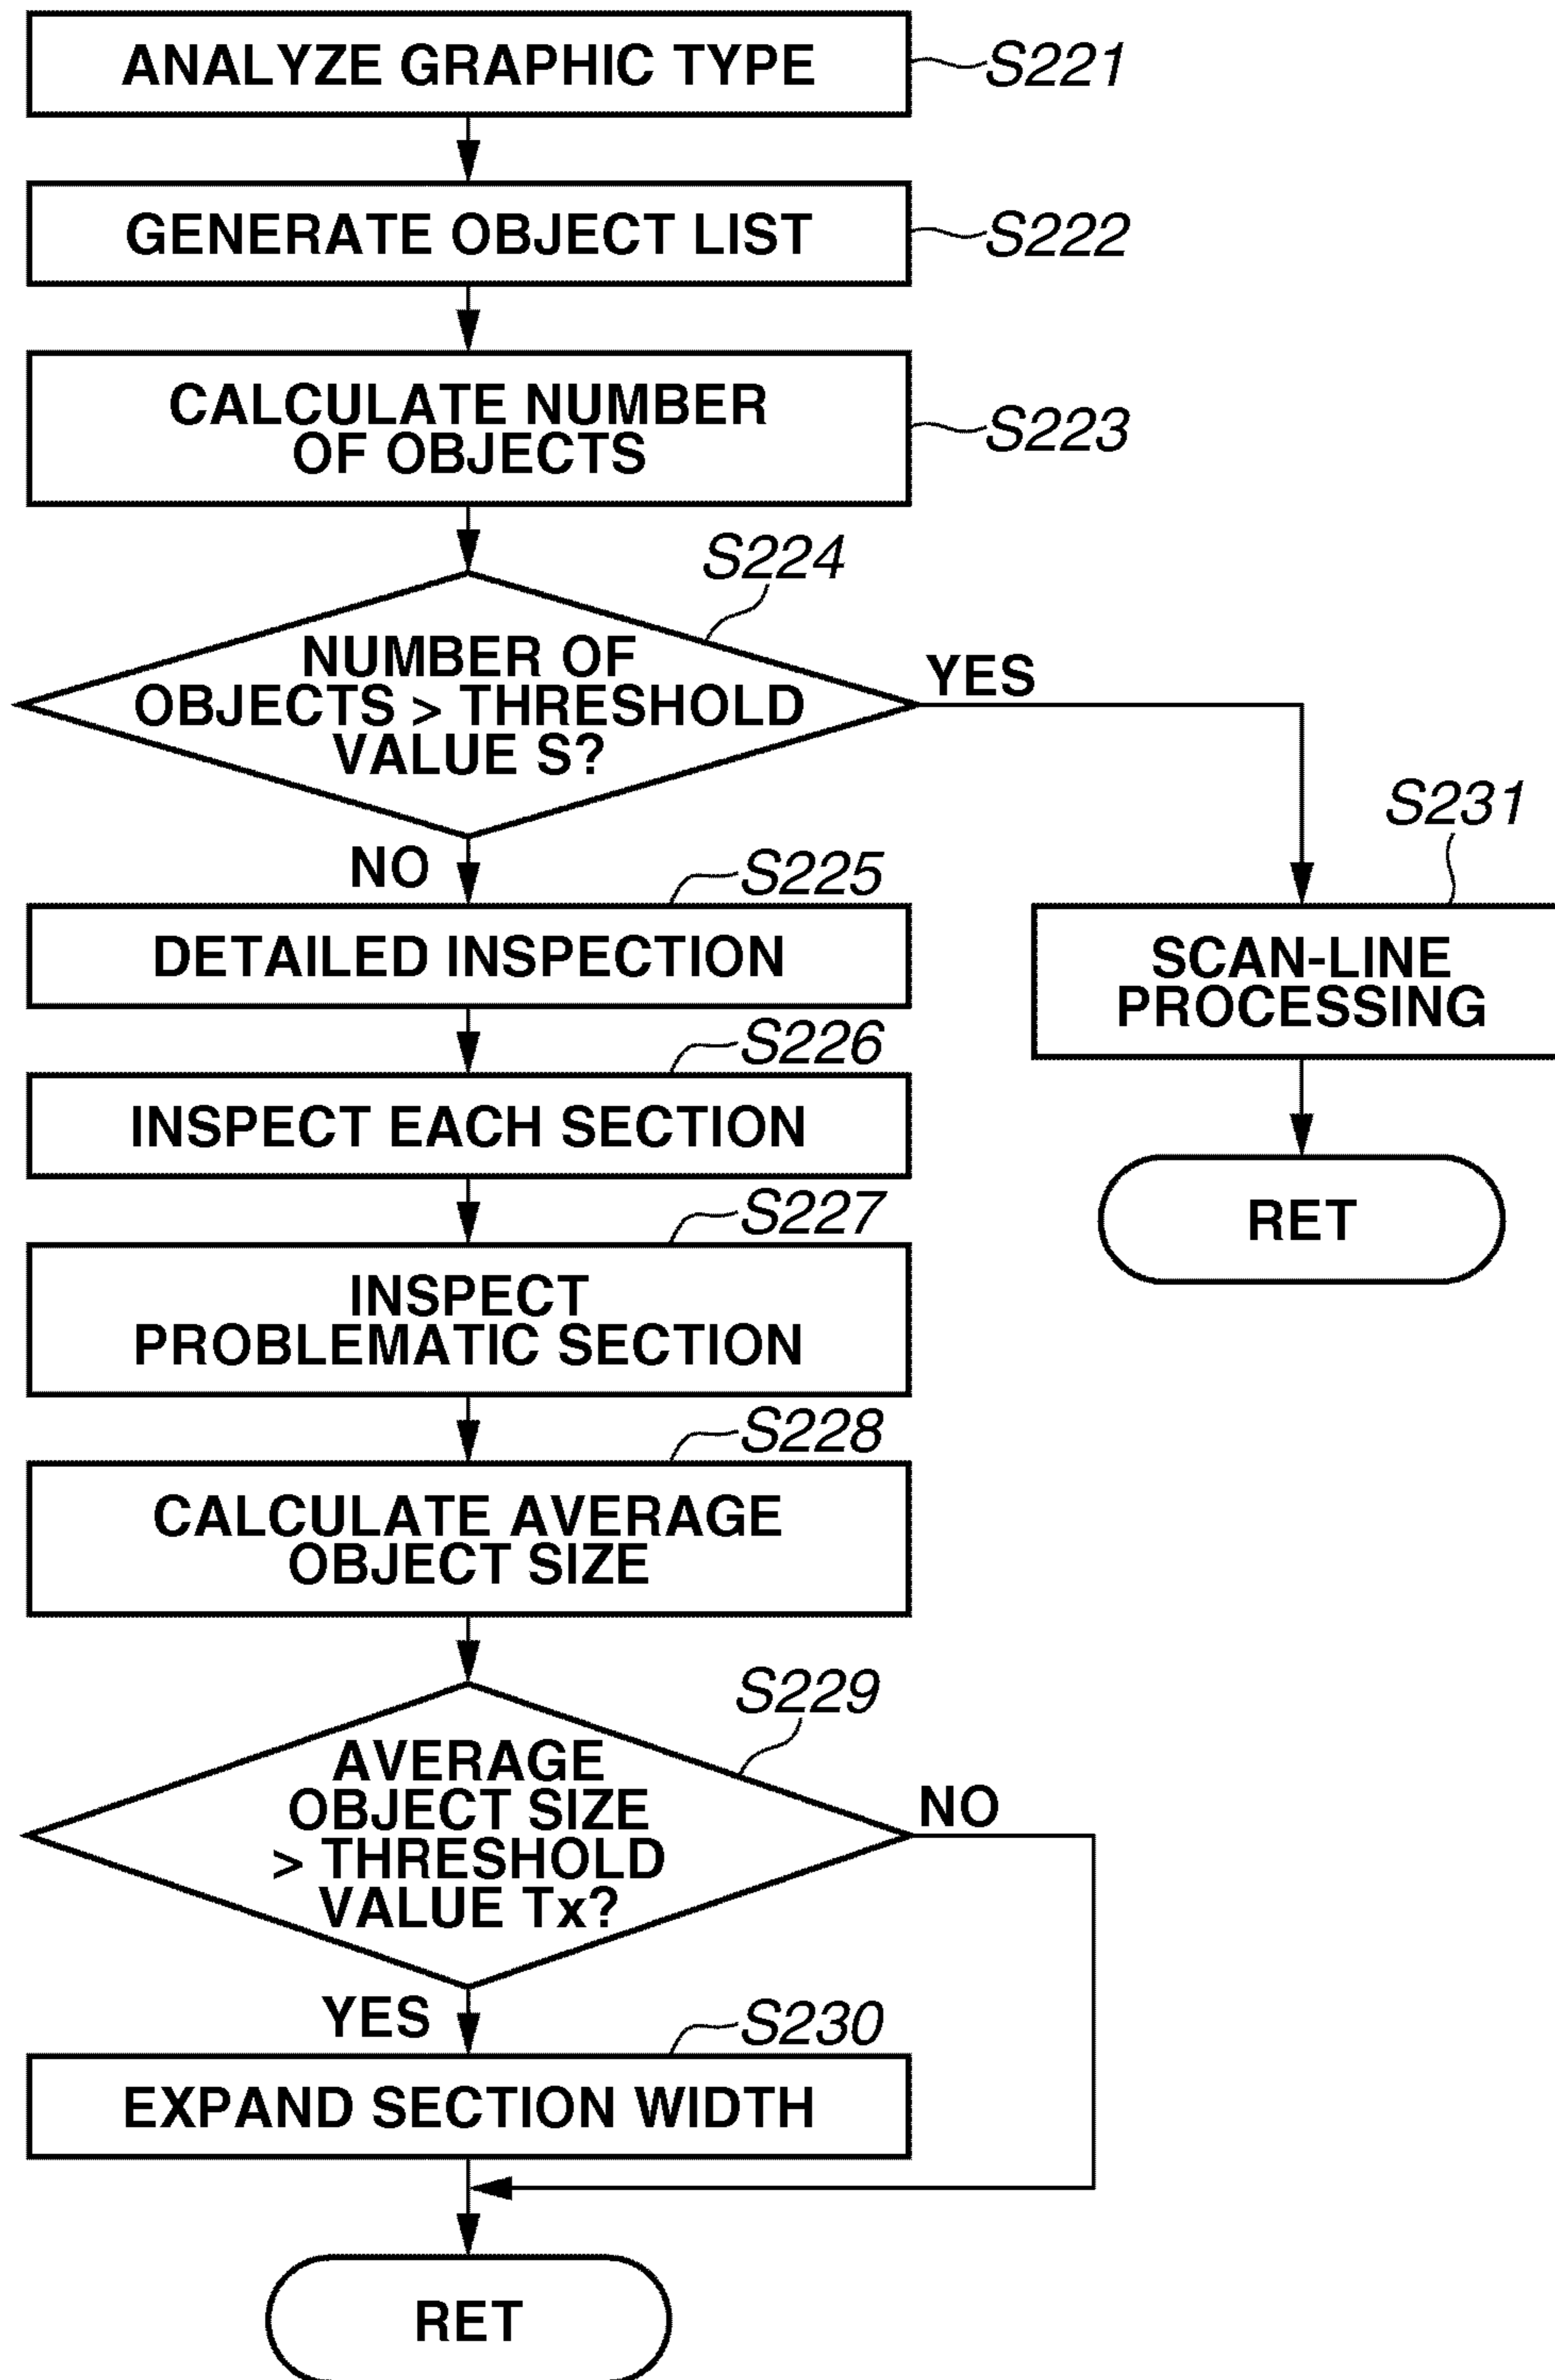 ANALYZE GRAPHIC TYPE
S221
GENERATE OBJECT LIST
S222
CALCULATE NUMBER
OF OBJECTS
S223
S224
NUMBER OF
OBJECTS > THRESHOLD
VALUE S?
YES
NO
S225
DETAILED INSPECTION
S231
SCAN-LINE
PROCESSING
S226
INSPECT EACH SECTION
RET
S227
INSPECT
PROBLEMATIC SECTION
S228
CALCULATE AVERAGE
OBJECT SIZE
S229
AVERAGE
OBJECT SIZE
> THRESHOLD
VALUE Tx?
NO
YES
S230
EXPAND SECTION WIDTH
RET